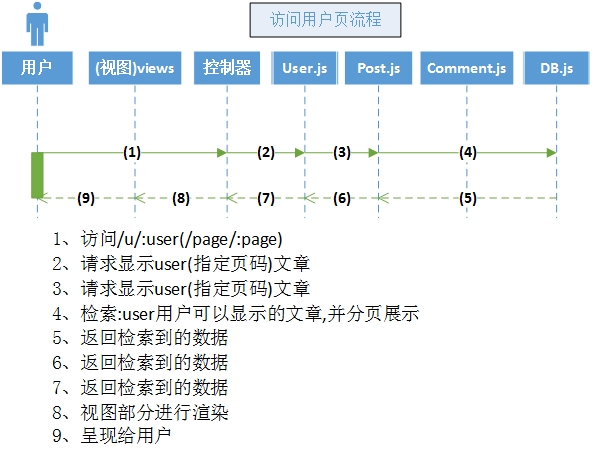 访问用户页流程
用户 (视图)views 控制器 User.js Post.js Comment.js DB.js
(1) (2) (3) (4)
(9) (8) (7) (6) (5)
1、访问/u/:user(/page/:page)
2、请求显示user(指定页码)文章
3、请求显示user(指定页码)文章
4、检索:user用户可以显示的文章,并分页展示
5、返回检索到的数据
6、返回检索到的数据
7、返回检索到的数据
8、视图部分进行渲染
9、呈现给用户